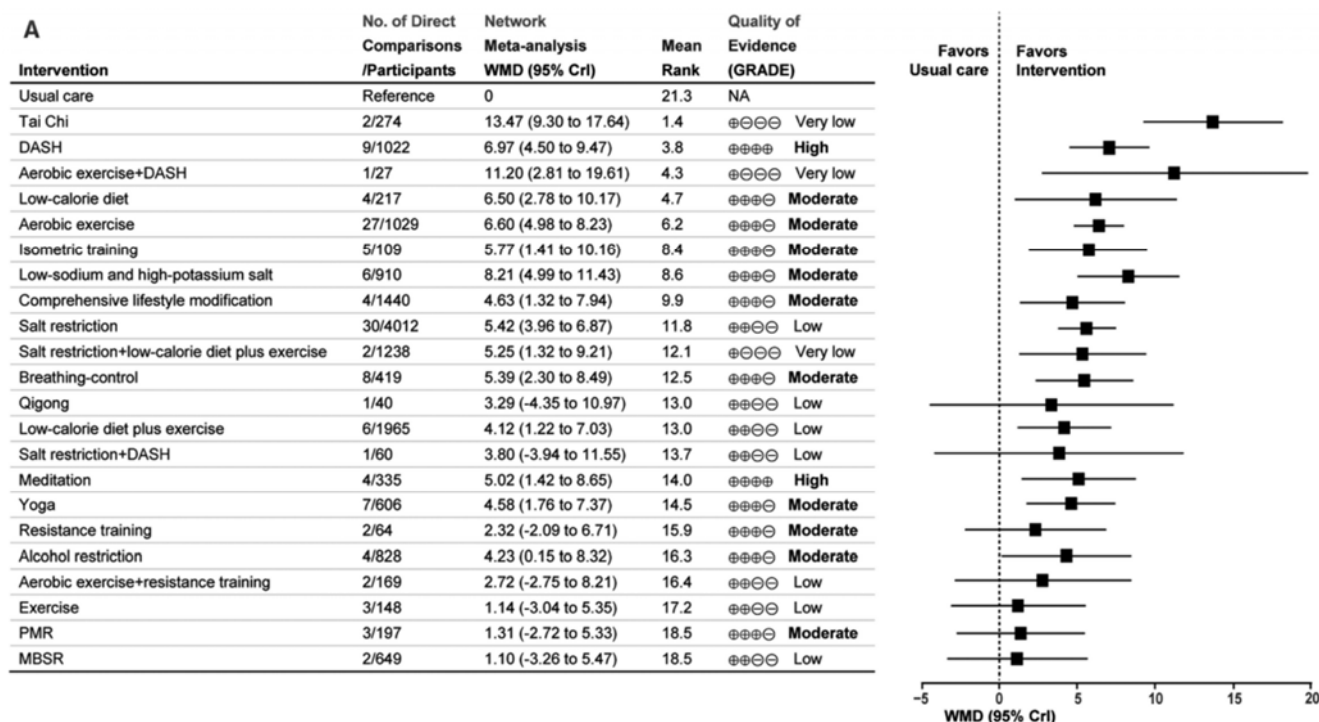 A
No. of Direct Network Quality of
Comparisons Meta-analysis Mean Evidence Favors Favors
Intervention /Participants WMD (95% CrI) Rank (GRADE) Usual care Intervention
Usual care Reference 0 21.3 NA
Tai Chi 2/274 13.47 (9.30 to 17.64) 1.4 ⊕⊖⊖⊖ Very low
DASH 9/1022 6.97 (4.50 to 9.47) 3.8 ⊕⊕⊕⊕ High
Aerobic exercise+DASH 1/27 11.20 (2.81 to 19.61) 4.3 ⊕⊖⊖⊖ Very low
Low-calorie diet 4/217 6.50 (2.78 to 10.17) 4.7 ⊕⊕⊕⊖ Moderate
Aerobic exercise 27/1029 6.60 (4.98 to 8.23) 6.2 ⊕⊕⊕⊖ Moderate
Isometric training 5/109 5.77 (1.41 to 10.16) 8.4 ⊕⊕⊕⊖ Moderate
Low-sodium and high-potassium salt 6/910 8.21 (4.99 to 11.43) 8.6 ⊕⊕⊕⊖ Moderate
Comprehensive lifestyle modification 4/1440 4.63 (1.32 to 7.94) 9.9 ⊕⊕⊕⊖ Moderate
Salt restriction 30/4012 5.42 (3.96 to 6.87) 11.8 ⊕⊕⊖⊖ Low
Salt restriction+low-calorie diet plus exercise 2/1238 5.25 (1.32 to 9.21) 12.1 ⊕⊖⊖⊖ Very low
Breathing-control 8/419 5.39 (2.30 to 8.49) 12.5 ⊕⊕⊕⊖ Moderate
Qigong 1/40 3.29 (-4.35 to 10.97) 13.0 ⊕⊕⊖⊖ Low
Low-calorie diet plus exercise 6/1965 4.12 (1.22 to 7.03) 13.0 ⊕⊕⊖⊖ Low
Salt restriction+DASH 1/60 3.80 (-3.94 to 11.55) 13.7 ⊕⊕⊖⊖ Low
Meditation 4/335 5.02 (1.42 to 8.65) 14.0 ⊕⊕⊕⊕ High
Yoga 7/606 4.58 (1.76 to 7.37) 14.5 ⊕⊕⊕⊖ Moderate
Resistance training 2/64 2.32 (-2.09 to 6.71) 15.9 ⊕⊕⊕⊖ Moderate
Alcohol restriction 4/828 4.23 (0.15 to 8.32) 16.3 ⊕⊕⊕⊖ Moderate
Aerobic exercise+resistance training 2/169 2.72 (-2.75 to 8.21) 16.4 ⊕⊕⊖⊖ Low
Exercise 3/148 1.14 (-3.04 to 5.35) 17.2 ⊕⊕⊖⊖ Low
PMR 3/197 1.31 (-2.72 to 5.33) 18.5 ⊕⊕⊕⊖ Moderate
MBSR 2/649 1.10 (-3.26 to 5.47) 18.5 ⊕⊕⊖⊖ Low
−5 0 5 10 15 20
WMD (95% CrI)